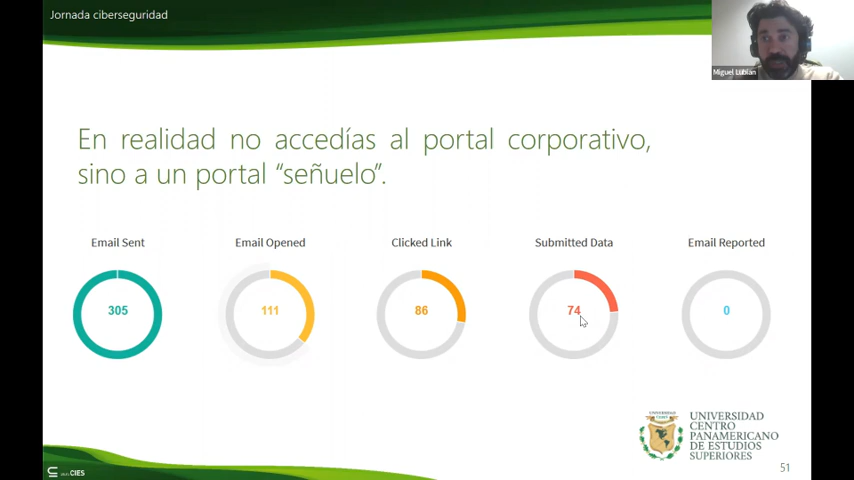 Jornada ciberseguridad
Miguel Lubian
En realidad no accedías al portal corporativo,
sino a un portal “señuelo”.
Email Sent
Email Opened
Clicked Link
Submitted Data
Email Reported
305
111
86
74
0
UNIVERSIDAD
CENTRO
PANAMERICANO
DE ESTUDIOS
SUPERIORES
CIES
51